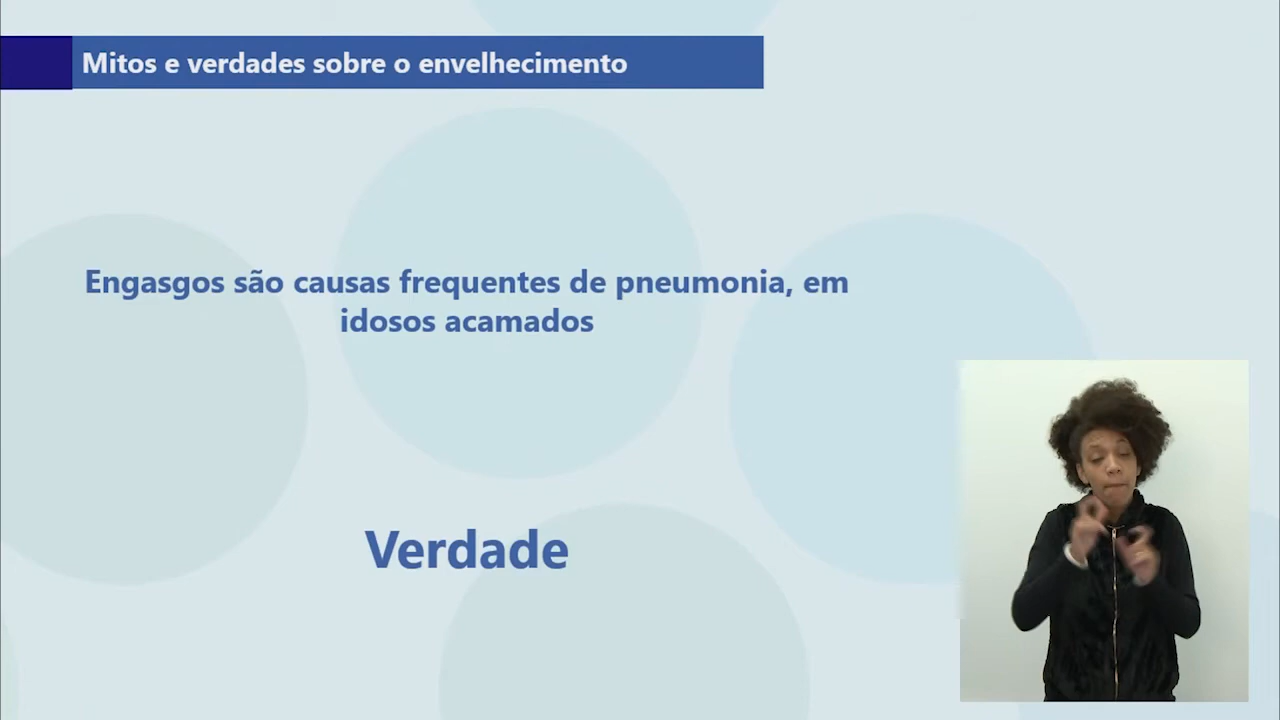 Mitos e verdades sobre o envelhecimento
Engasgos são causas frequentes de pneumonia, em
idosos acamados
Verdade